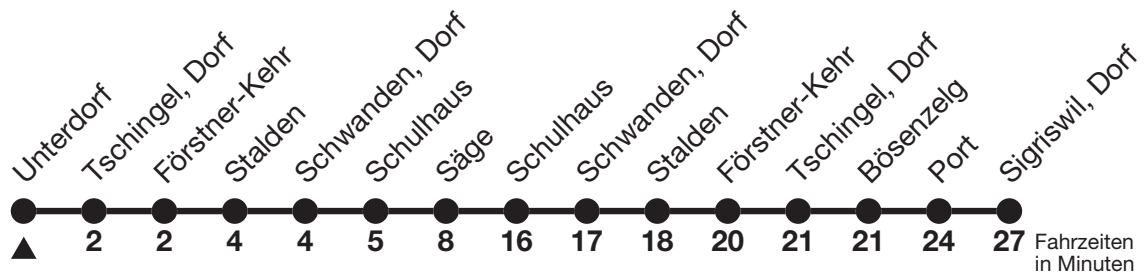 Unterdorf
Tschingel, Dorf
Förstner-Kehr
Stalden
Schwanden, Dorf
Schulhaus
Säge
Schulhaus
Schwanden, Dorf
Stalden
Förstner-Kehr
Tschingel, Dorf
Bösenzelg
Port
Sigriswil, Dorf
2 2 4 4 5 8 16 17 18 20 21 21 24 27 Fahrzeiten
in Minuten